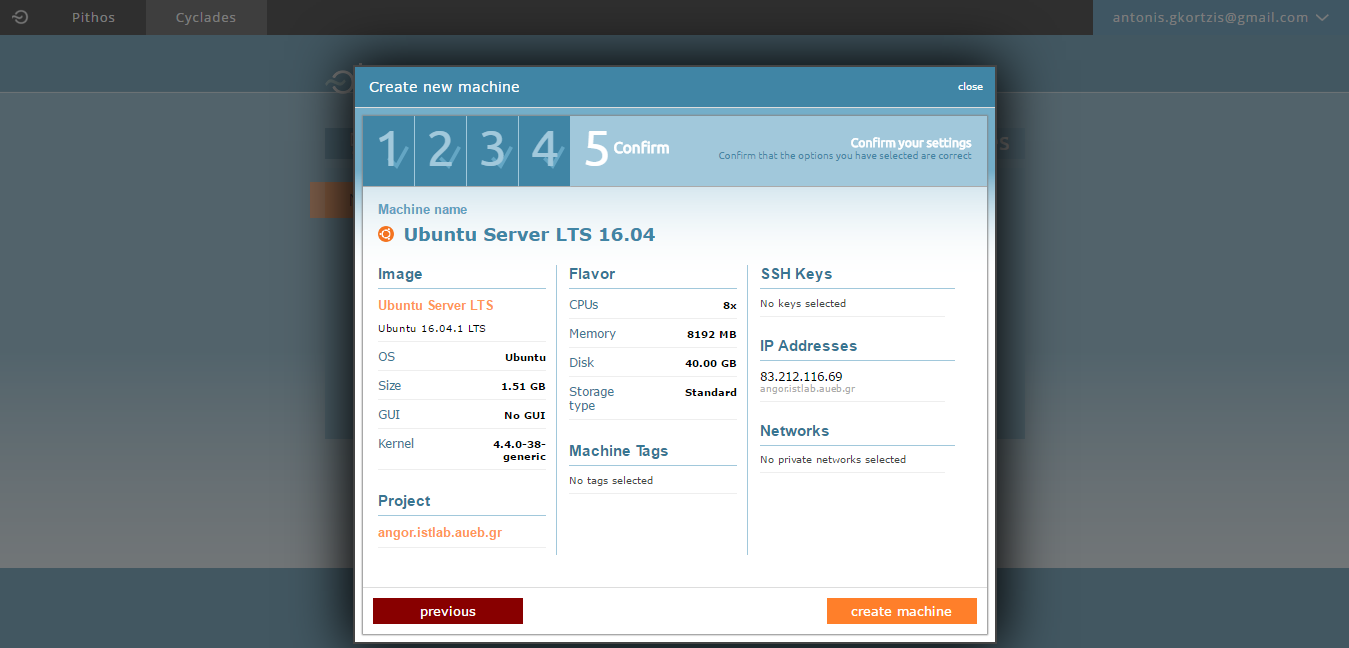 Pithos
Cyclades
antonis.gkortzis@gmail.com
Create new machine
close
1
2
3
4
5 Confirm
Confirm your settings
Confirm that the options you have selected are correct
Machine name
Ubuntu Server LTS 16.04
Image
Ubuntu Server LTS
Ubuntu 16.04.1 LTS
OS Ubuntu
Size 1.51 GB
GUI No GUI
Kernel 4.4.0-38-
generic
Project
angor.istlab.aueb.gr
Flavor
CPUs 8x
Memory 8192 MB
Disk 40.00 GB
Storage Standard
type
Machine Tags
No tags selected
SSH Keys
No keys selected
IP Addresses
83.212.116.69
angor.istlab.aueb.gr
Networks
No private networks selected
previous
create machine